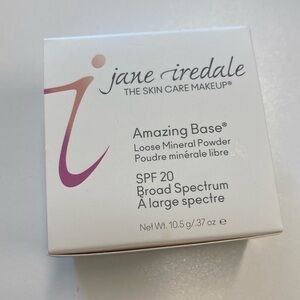 jane iredale
THE SKIN CARE MAKEUP®
Amazing Base®
Loose Mineral Powder
Poudre minérale libre
SPF 20
Broad Spectrum
À large spectre
Net Wt. 10.5 g/.37 oz ℮